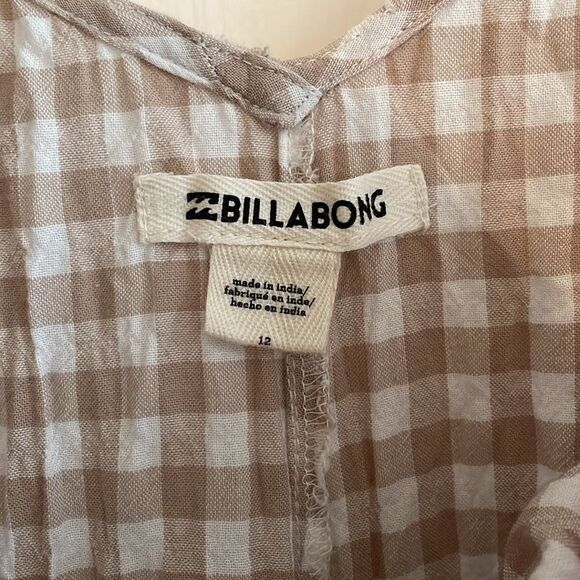 BILLABONG
made in india/
fabriqué en inde/
hecho en india
12